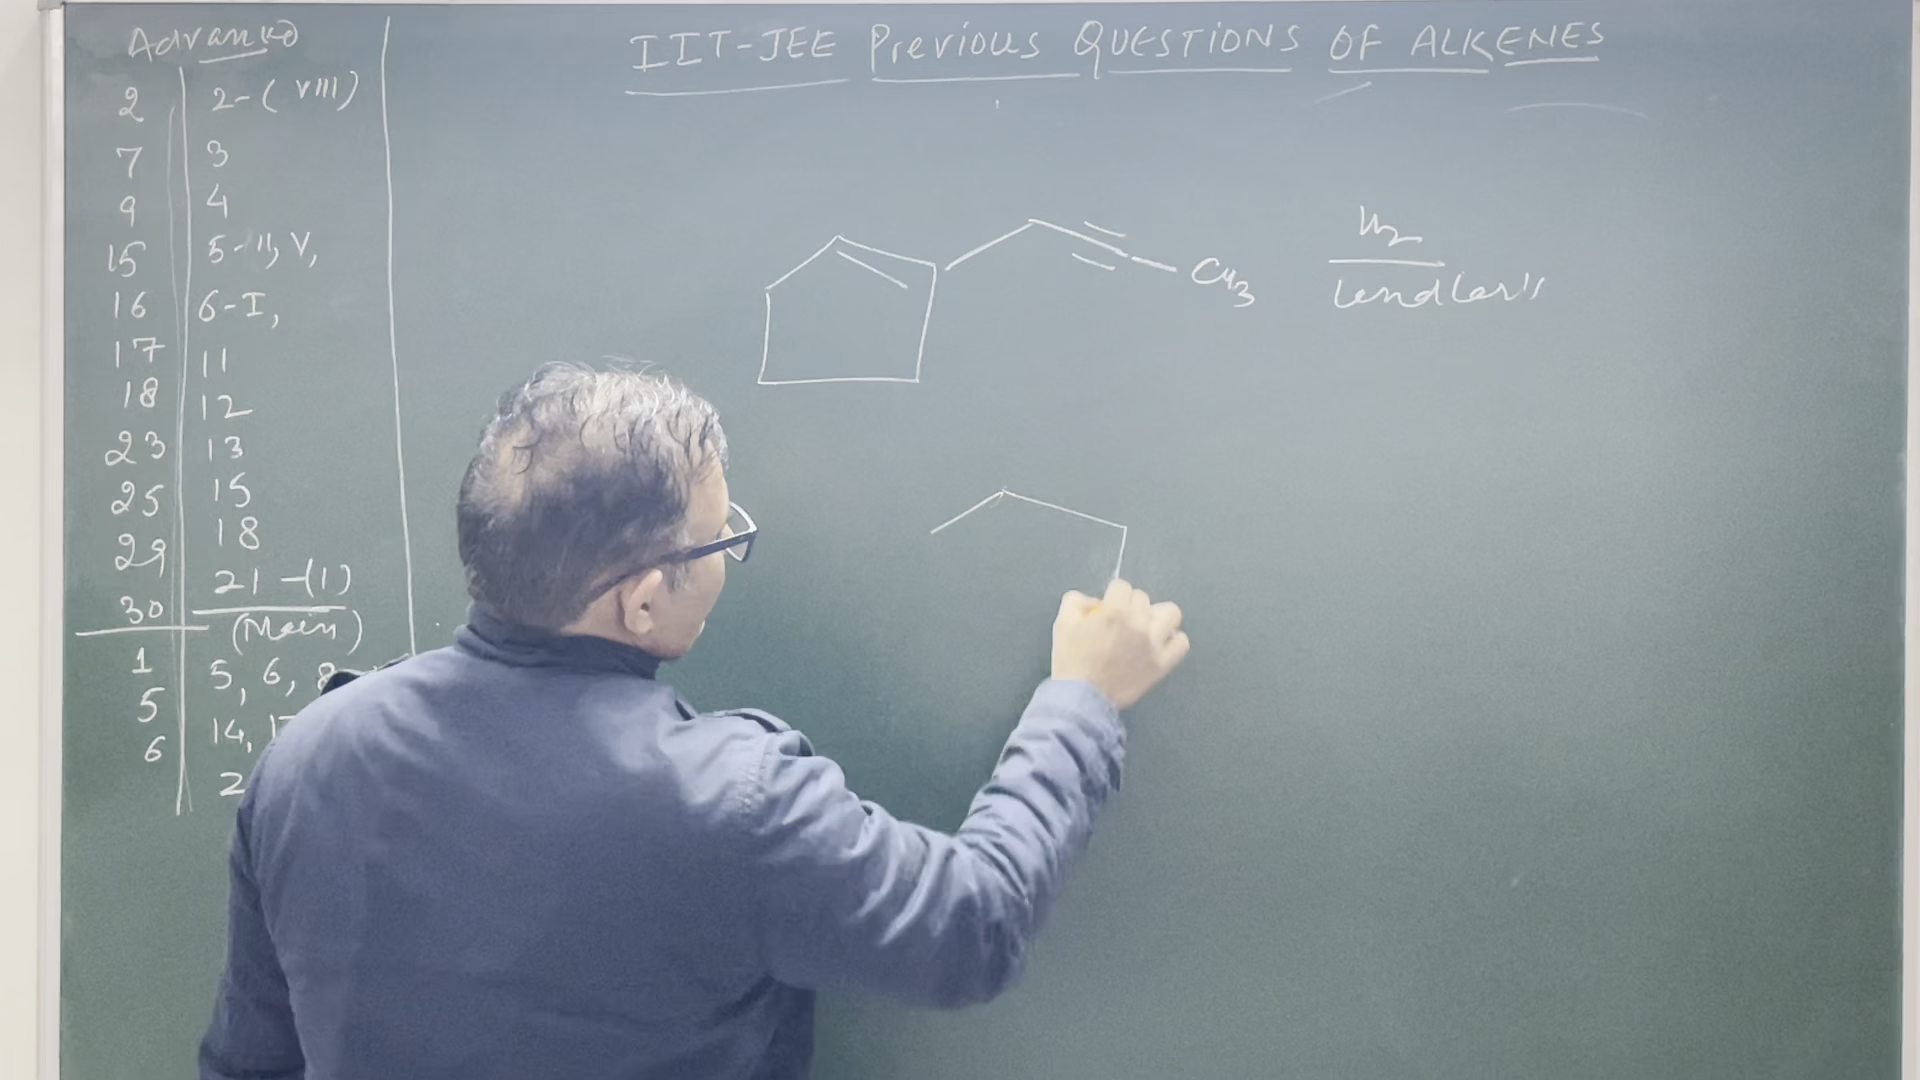 Advanced
IIT-JEE Previous QUESTIONS OF ALKENES
2 2-(VIII)
7 3
9 4
15 5-II, V,
16 6-I,
17 11
18 12
23 13
25 15
29 18
30 21-(1)
(Main)
1 5, 6, 8
5 14,
6 2
CH3
H2
Lindlar's